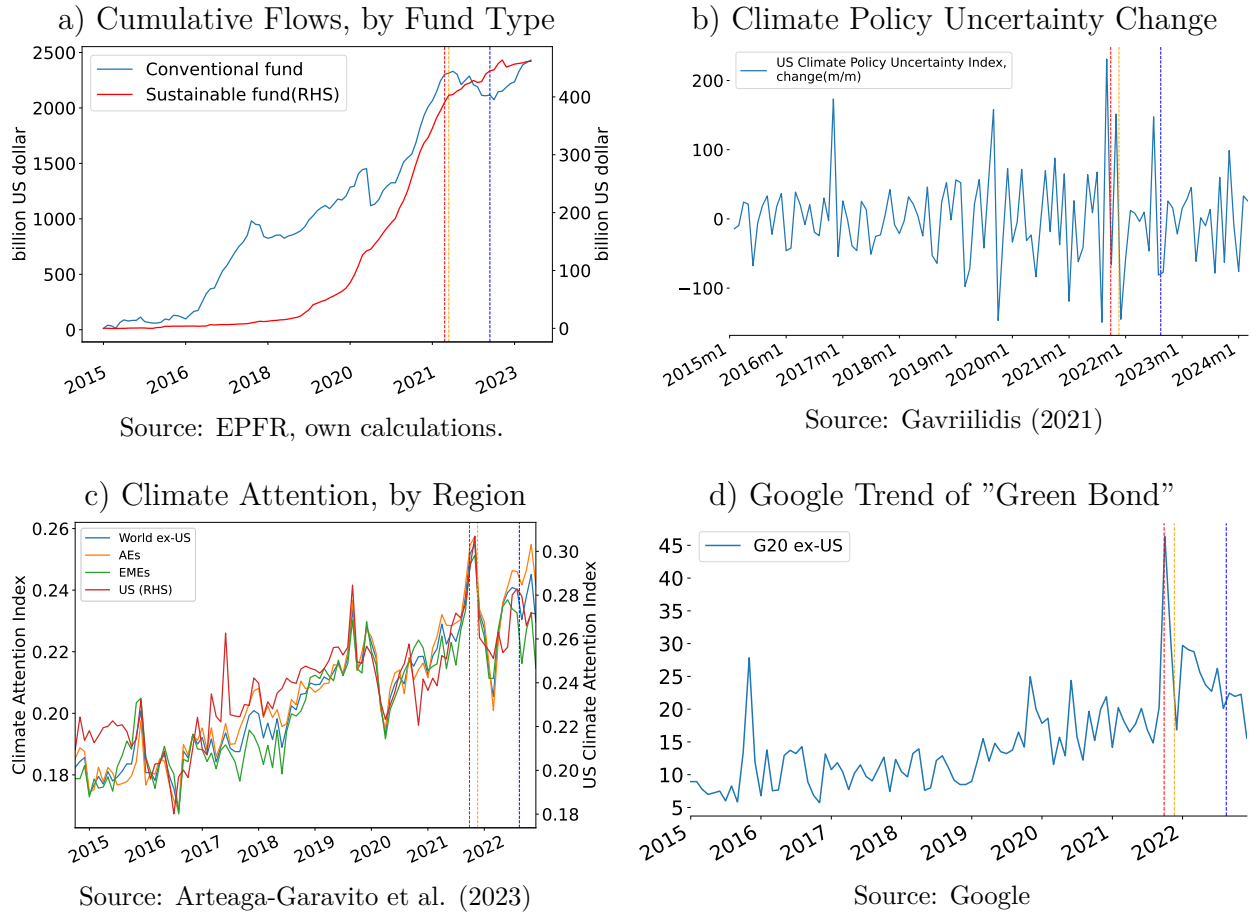 a) Cumulative Flows, by Fund Type
2500
2000
1500
1000
500
0
billion US dollar
Conventional fund
Sustainable fund(RHS)
400
300
200
100
0
billion US dollar
2015
2016
2018
2020
2021
2023
Source: EPFR, own calculations.
b) Climate Policy Uncertainty Change
US Climate Policy Uncertainty Index,
change(m/m)
200
100
0
−100
2015m1
2016m1
2017m1
2018m1
2019m1
2020m1
2021m1
2022m1
2023m1
2024m1
Source: Gavriilidis (2021)
c) Climate Attention, by Region
0.26
0.24
0.22
0.20
0.18
Climate Attention Index
World ex-US
AEs
EMEs
US (RHS)
0.30
0.28
0.26
0.24
0.22
0.20
0.18
US Climate Attention Index
2015
2016
2017
2018
2019
2020
2021
2022
Source: Arteaga-Garavito et al. (2023)
d) Google Trend of ”Green Bond”
G20 ex-US
45
40
35
30
25
20
15
10
5
2015
2016
2017
2018
2019
2020
2021
2022
Source: Google